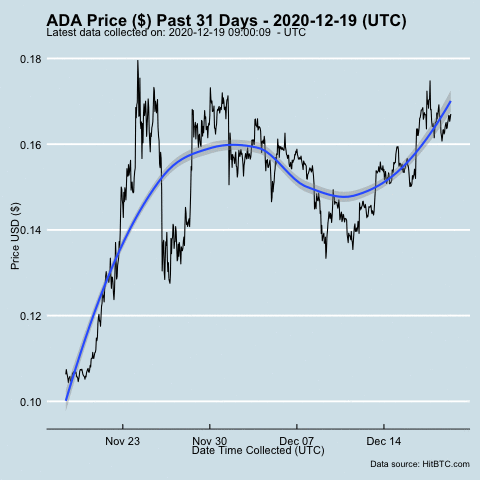 ADA Price ($) Past 31 Days - 2020-12-19 (UTC)
Latest data collected on: 2020-12-19 09:00:09  - UTC
0.18
0.16
0.14
0.12
0.10
Price USD ($)
Nov 23
Nov 30
Dec 07
Dec 14
Date Time Collected (UTC)
Data source: HitBTC.com